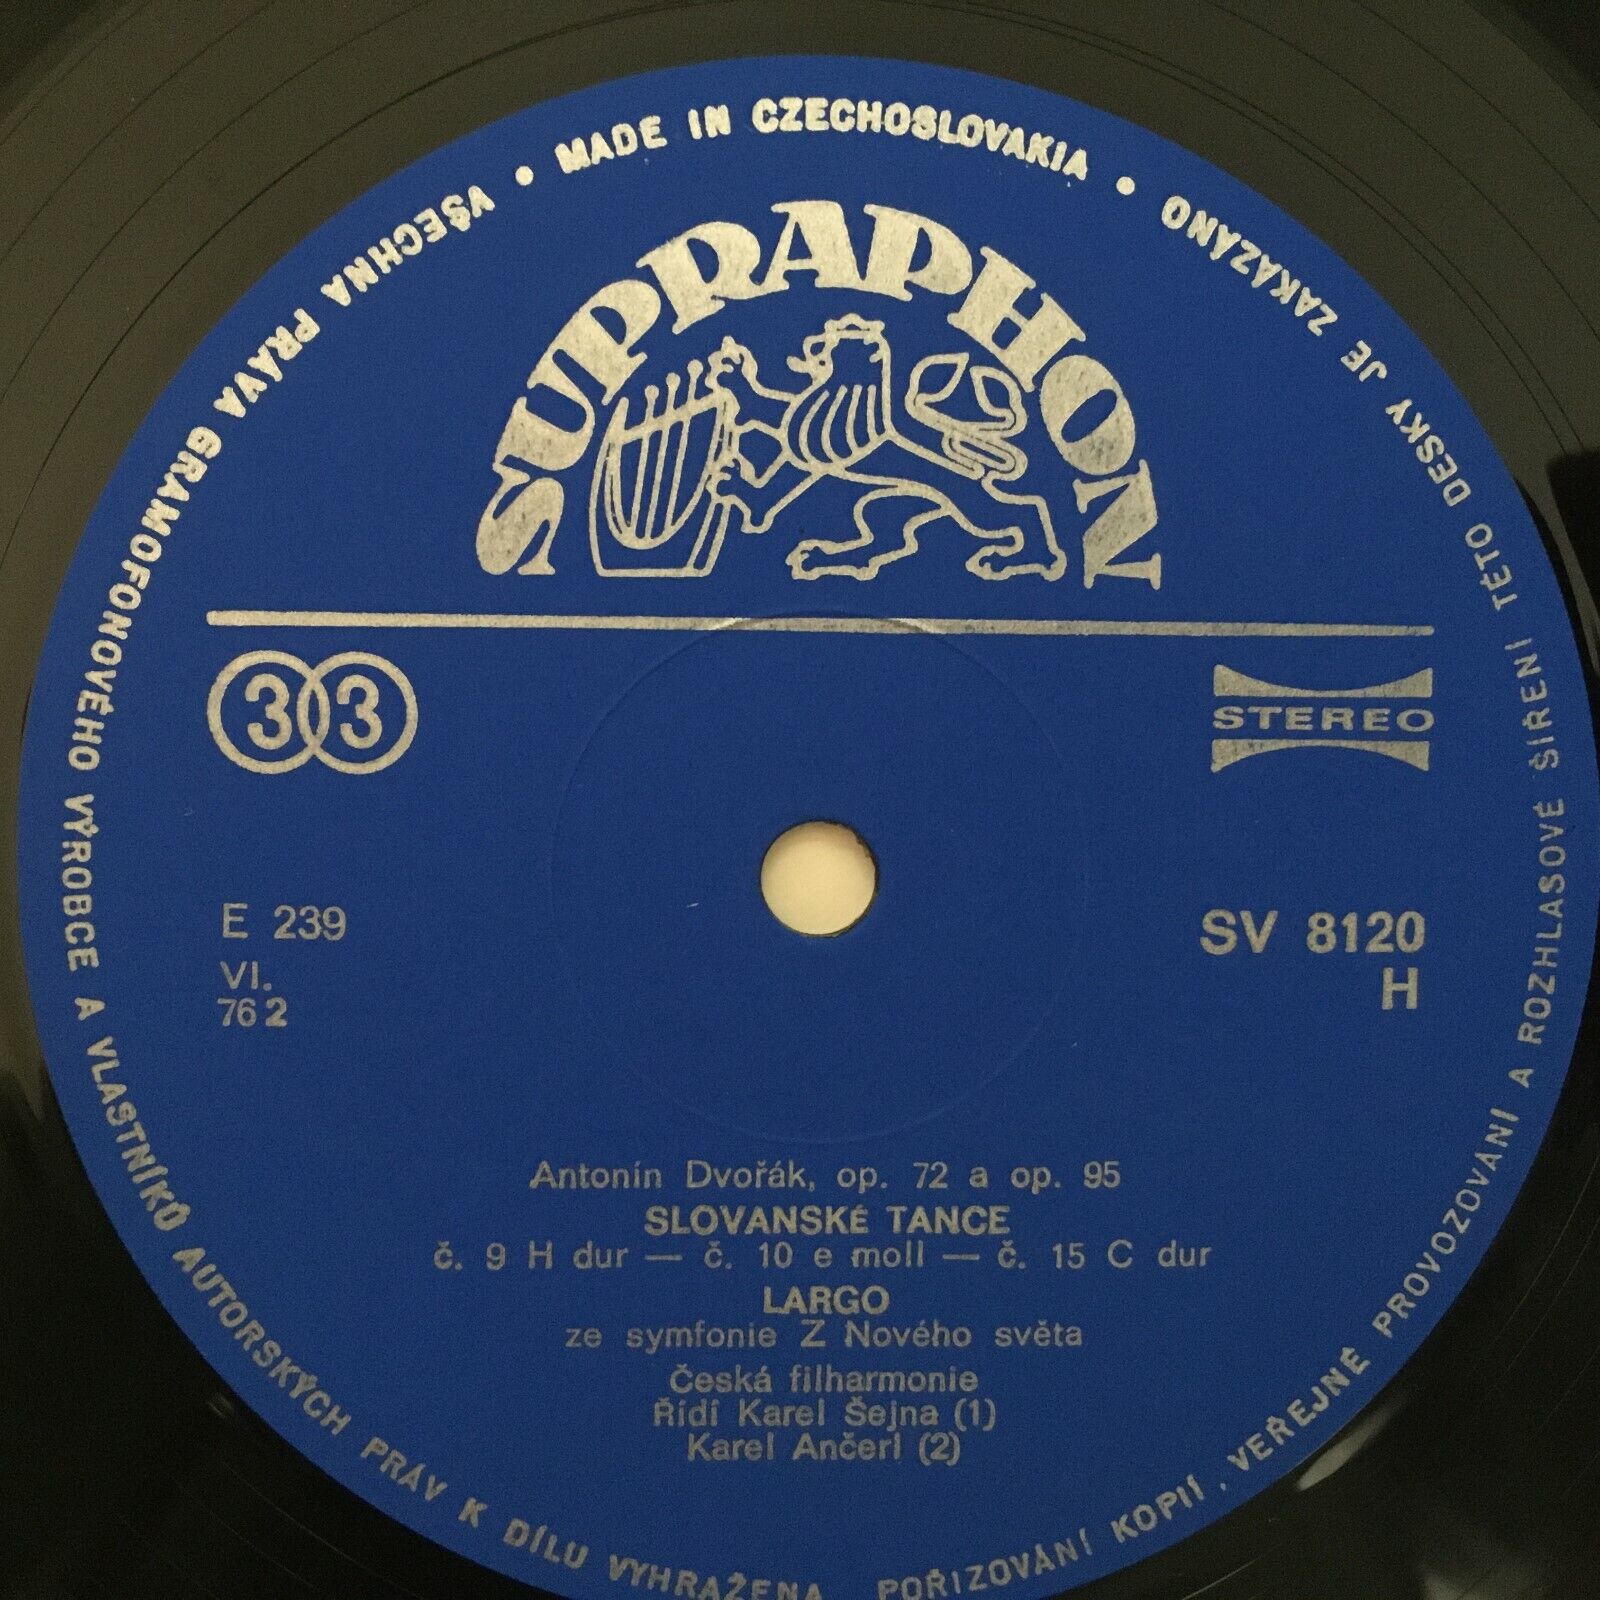 MADE IN CZECHOSLOVAKIA • ZAKÁZANO JE TÉTO DESKY ŠÍŘENÍ ROZHLASOVÉ A PROVOZOVÁNÍ VEŘEJNÉ, KOPIÍ POŘIZOVÁNÍ
VŠECHNA PRÁVA GRAMOFONOVÉHO VÝROBCE A VLASTNÍKŮ AUTORSKÝCH PRÁV K DÍLU VYHRAŽENA
SUPRAPHON
33
STEREO
E 239
VI.
76 2
SV 8120
H
Antonín Dvořák, op. 72 a op. 95
SLOVANSKÉ TANCE
č. 9 H dur — č. 10 e moll — č. 15 C dur
LARGO
ze symfonie Z Nového světa
Česká filharmonie
Řídí Karel Šejna (1)
Karel Ančerl (2)